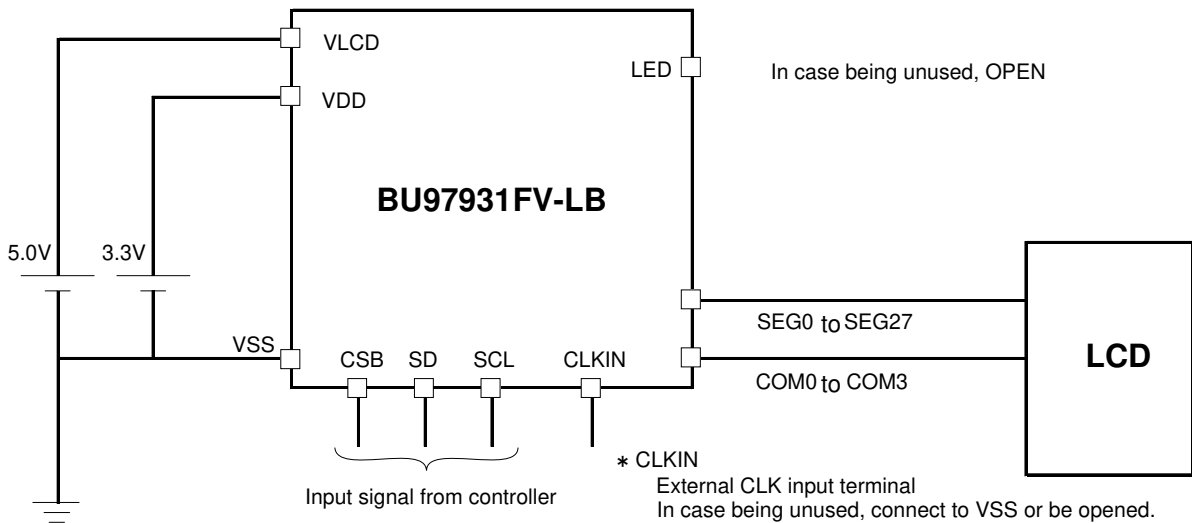 VLCD
LED
In case being unused, OPEN
VDD
BU97931FV-LB
5.0V
3.3V
SEG0 to SEG27
VSS
CSB
SD
SCL
CLKIN
LCD
COM0 to COM3
* CLKIN
External CLK input terminal
In case being unused, connect to VSS or be opened.
Input signal from controller